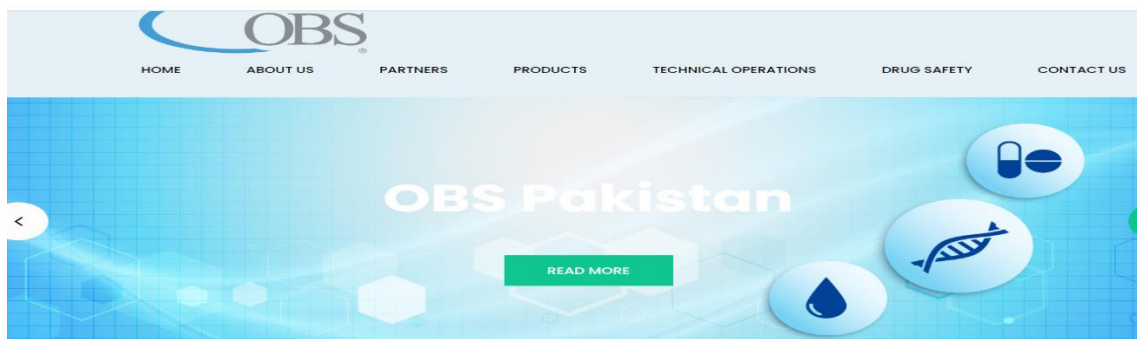 OBS®
HOME ABOUT US PARTNERS PRODUCTS TECHNICAL OPERATIONS DRUG SAFETY CONTACT US
OBS Pakistan
<
READ MORE